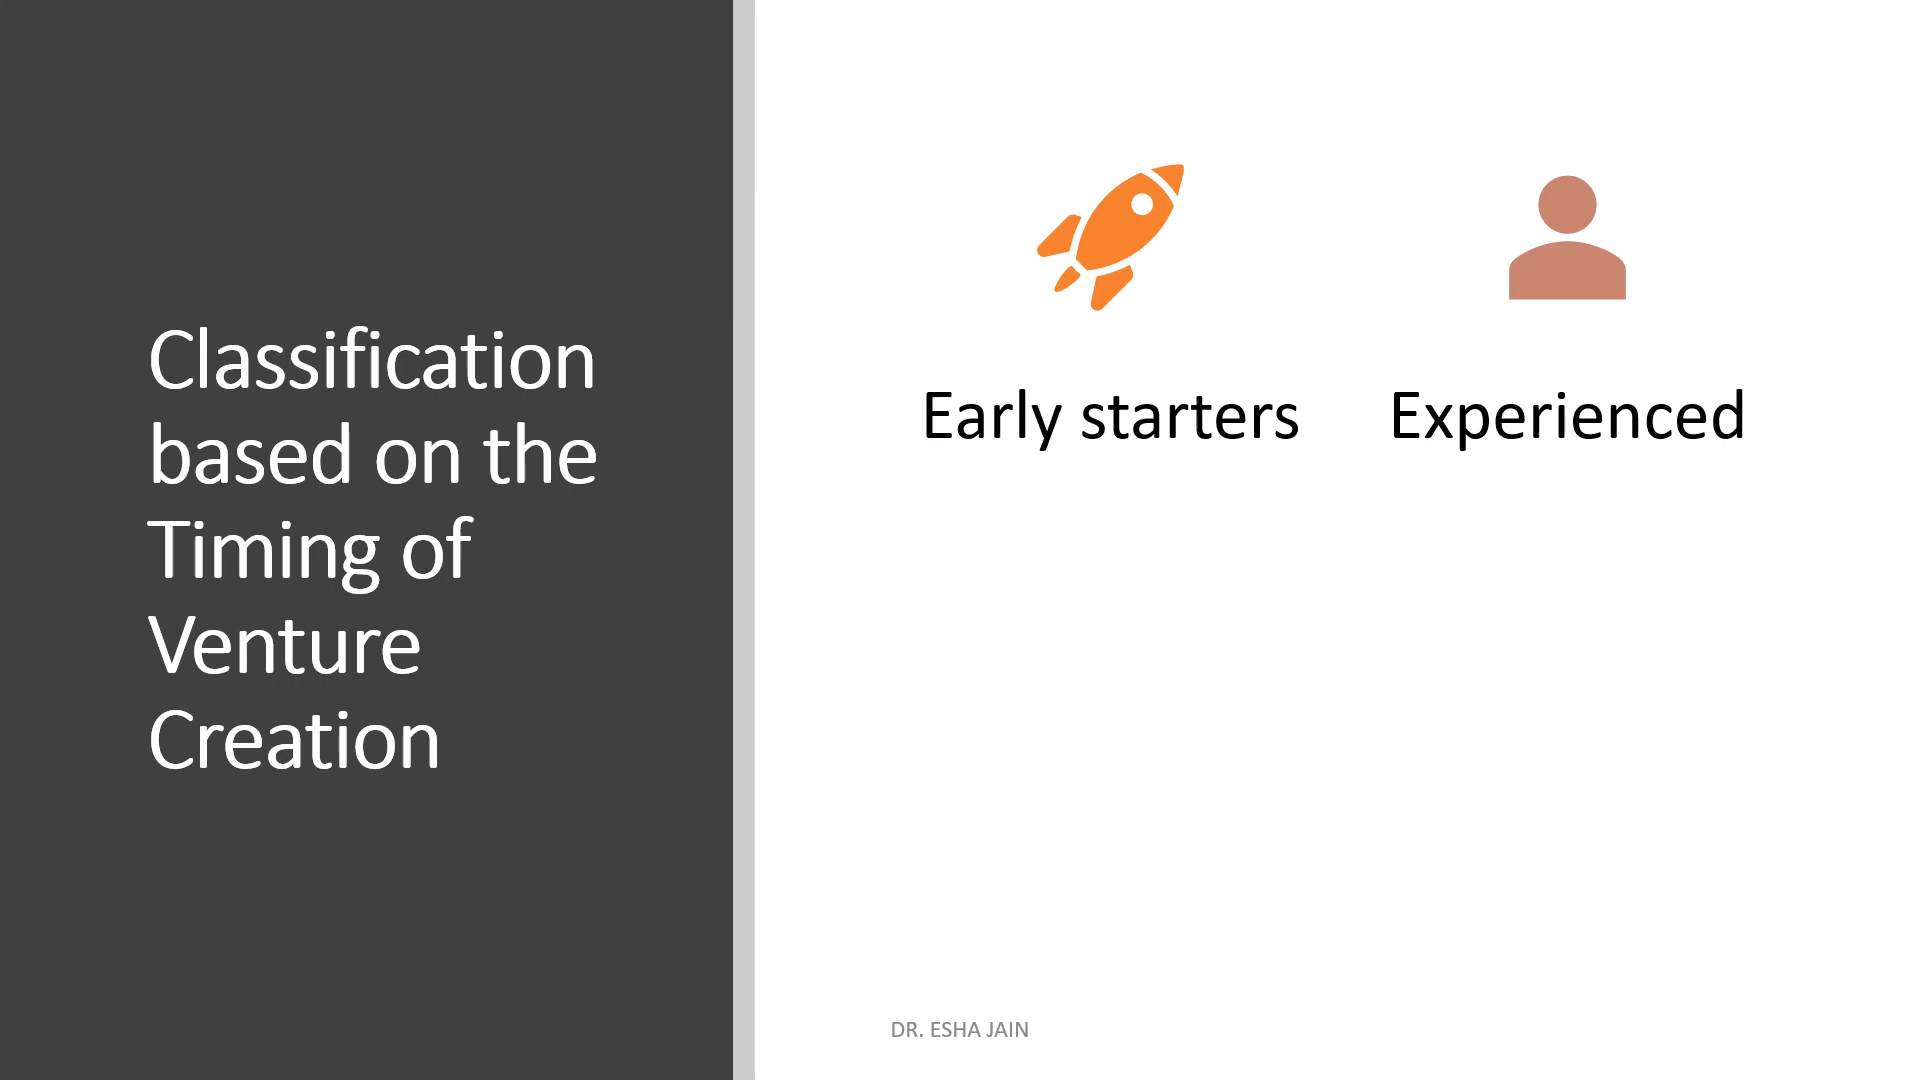 Classification
based on the
Timing of
Venture
Creation
Early starters
Experienced
DR. ESHA JAIN